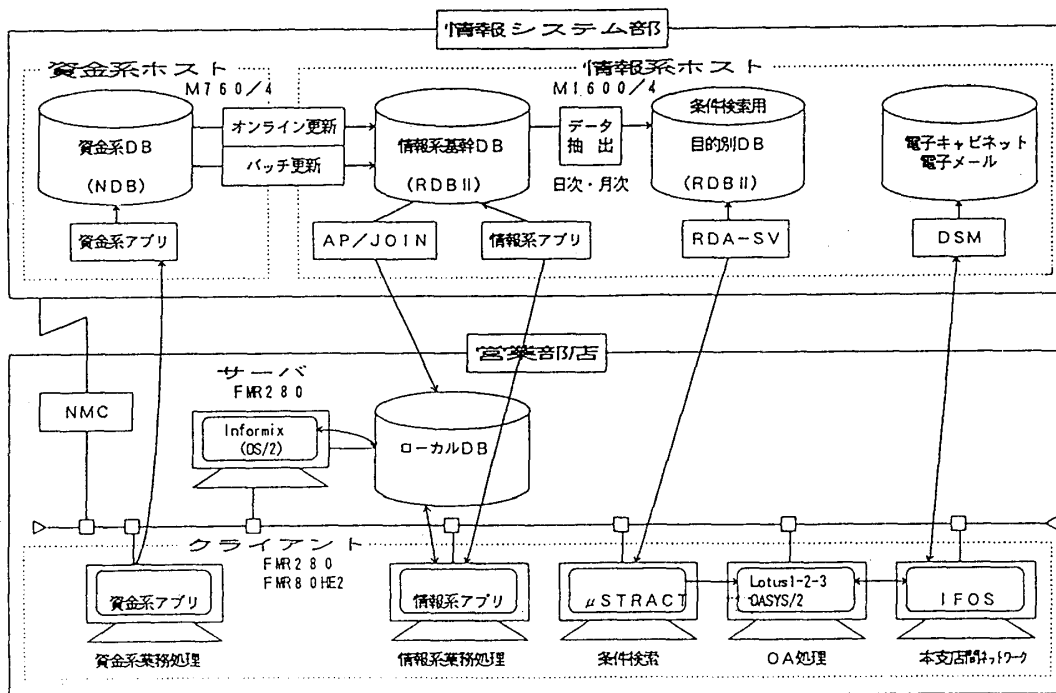 情報システム部
資金系ホスト
情報系ホスト
M760/4
M1600/4
資金系DB
(NDB)
オンライン更新
バッチ更新
情報系基幹DB
(RDBⅡ)
データ
抽出
日次・月次
条件検索用
目的別DB
(RDBⅡ)
電子キャビネット
電子メール
資金系アプリ
AP/JOIN
情報系アプリ
RDA-SV
DSM
営業部店
NMC
サーバ
FMR280
Informix
(OS/2)
ローカルDB
クライアント
FMR280
FMR80HE2
資金系アプリ
情報系アプリ
μSTRACT
Lotus1-2-3
OASYS/2
IFOS
資金系業務処理
情報系業務処理
条件検索
OA処理
本支店間ネットワーク